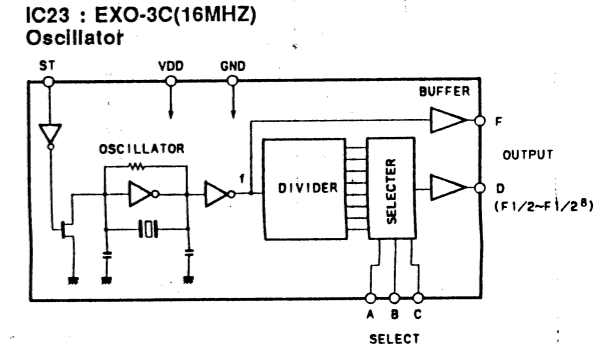 IC23 : EXO-3C(16MHZ)
Oscillator
ST VDD GND
BUFFER
F
OSCILLATOR
f
OUTPUT
DIVIDER
SELECTER
D
(F1/2~F1/2⁸)
A B C
SELECT